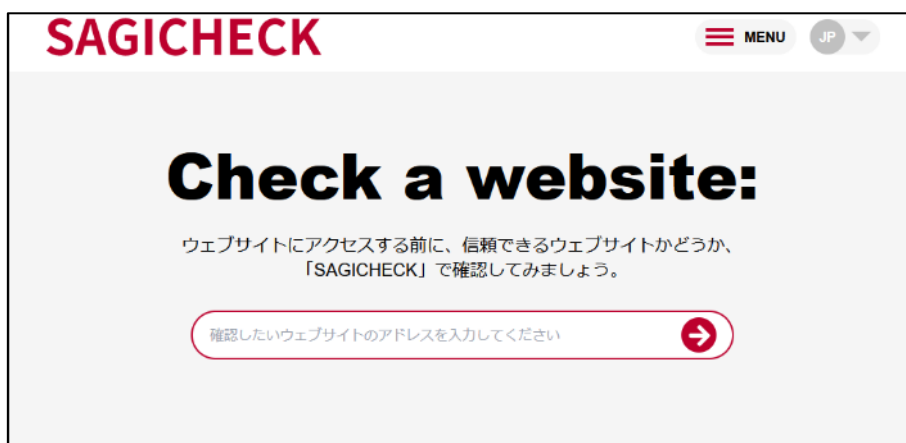 SAGICHECK
MENU
JP
Check a website:
ウェブサイトにアクセスする前に、信頼できるウェブサイトかどうか、
「SAGICHECK」で確認してみましょう。
確認したいウェブサイトのアドレスを入力してください